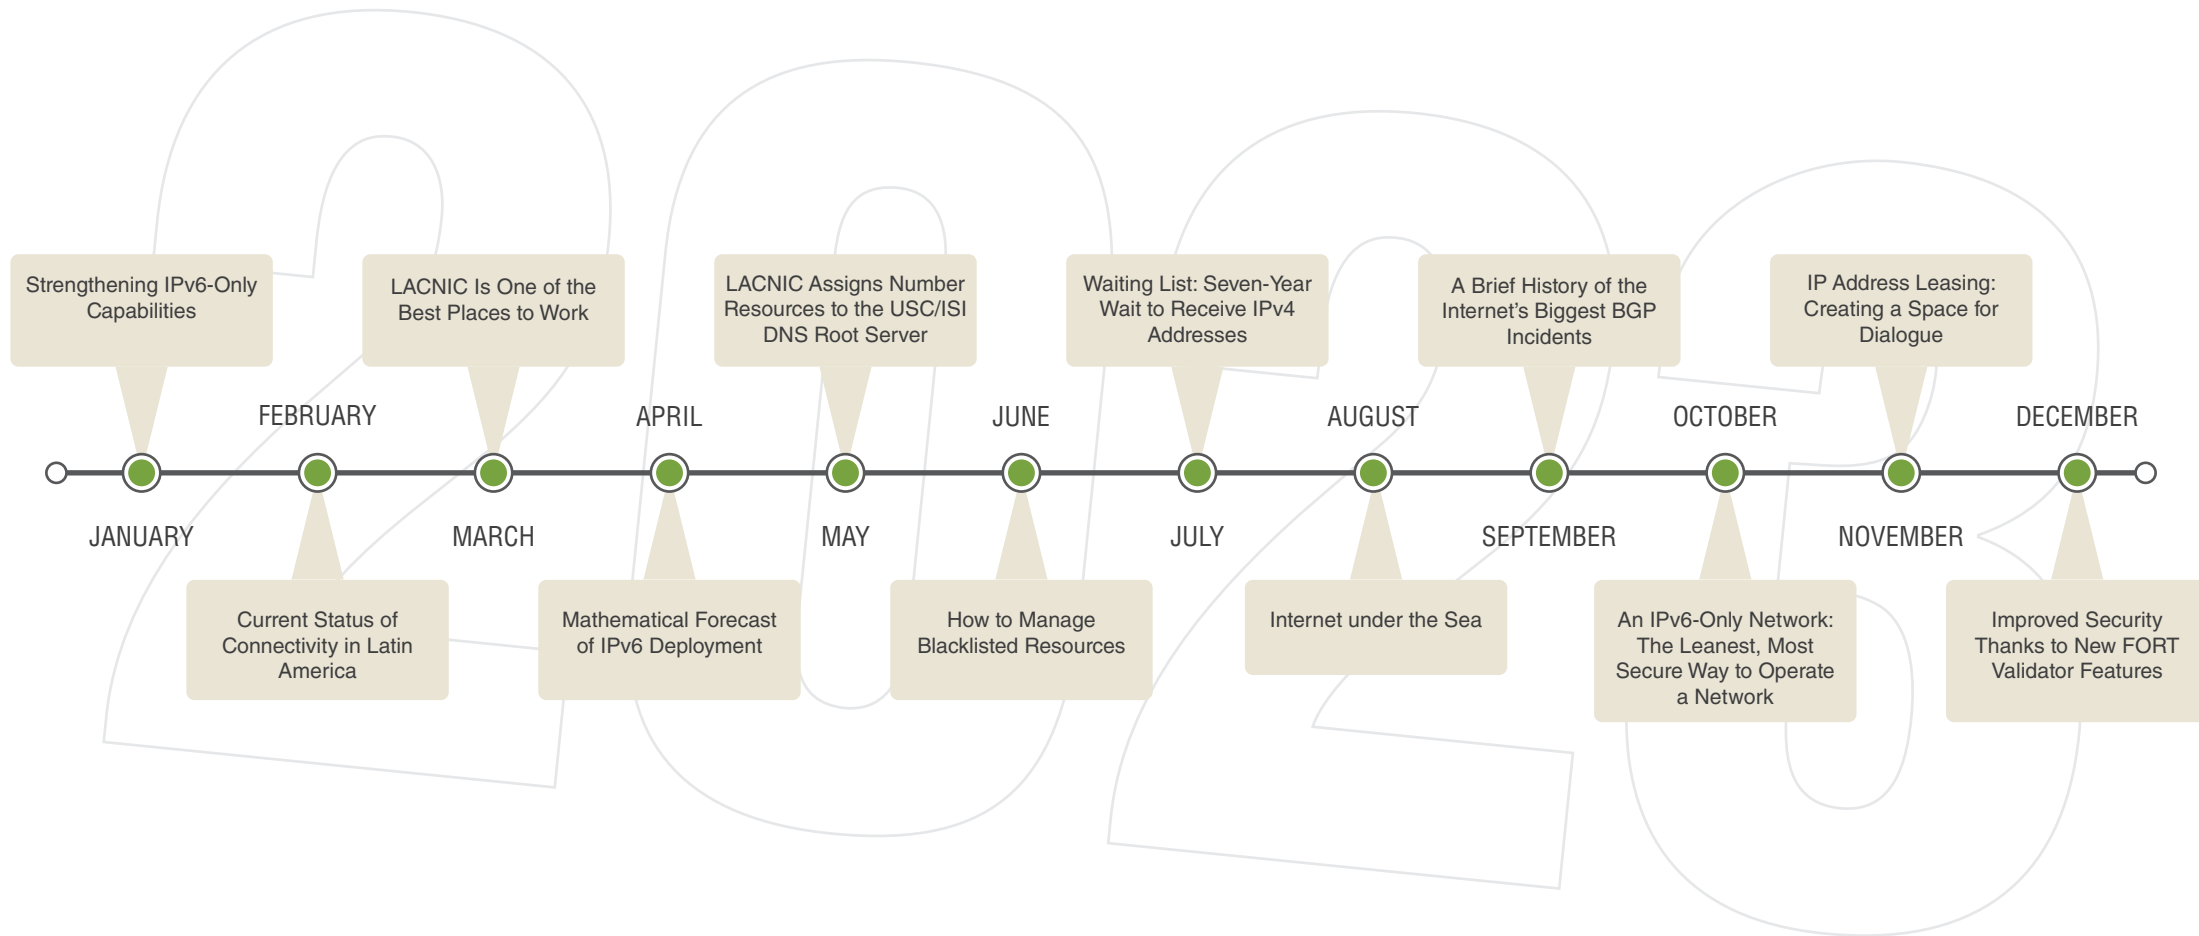 2023
Strengthening IPv6-Only
Capabilities
JANUARY
FEBRUARY
Current Status of
Connectivity in Latin
America
LACNIC Is One of the
Best Places to Work
MARCH
APRIL
Mathematical Forecast
of IPv6 Deployment
LACNIC Assigns Number
Resources to the USC/ISI
DNS Root Server
MAY
JUNE
How to Manage
Blacklisted Resources
Waiting List: Seven-Year
Wait to Receive IPv4
Addresses
JULY
AUGUST
Internet under the Sea
A Brief History of the
Internet’s Biggest BGP
Incidents
SEPTEMBER
OCTOBER
An IPv6-Only Network:
The Leanest, Most
Secure Way to Operate
a Network
IP Address Leasing:
Creating a Space for
Dialogue
NOVEMBER
DECEMBER
Improved Security
Thanks to New FORT
Validator Features